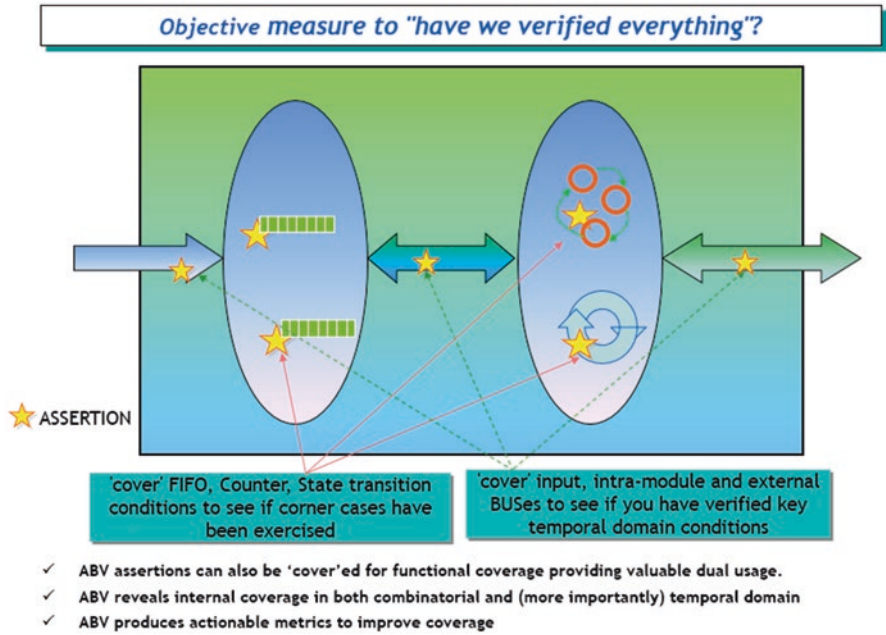 Objective measure to "have we verified everything"?
ASSERTION
'cover' FIFO, Counter, State transition
conditions to see if corner cases have
been exercised
'cover' input, intra-module and external
BUSes to see if you have verified key
temporal domain conditions
✓ ABV assertions can also be 'cover'ed for functional coverage providing valuable dual usage.
✓ ABV reveals internal coverage in both combinatorial and (more importantly) temporal domain
✓ ABV produces actionable metrics to improve coverage